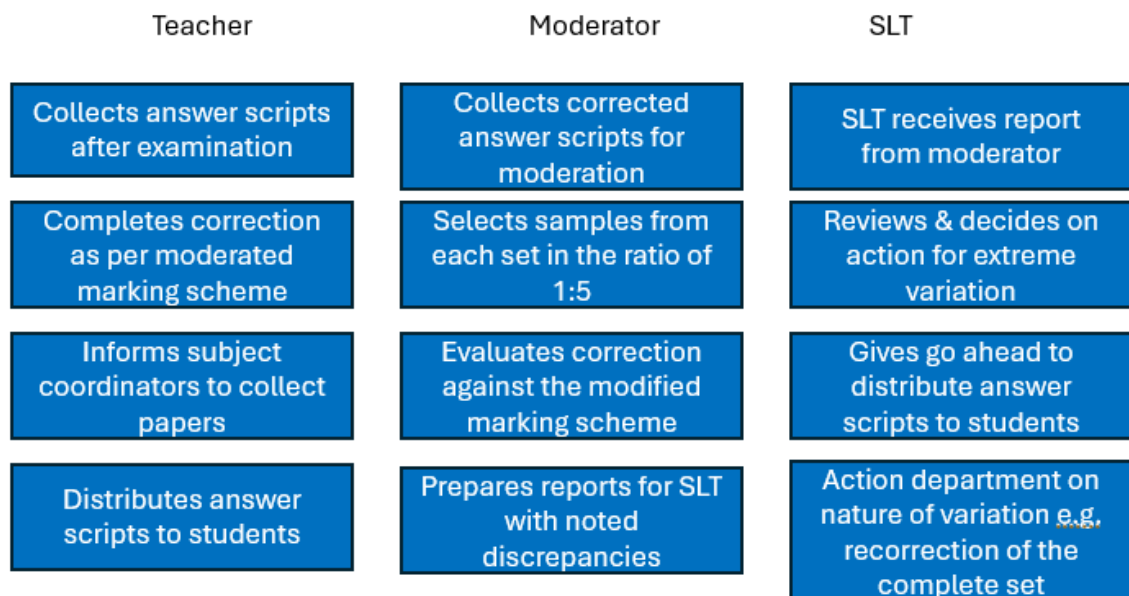 Teacher
Moderator
SLT
Collects answer scripts
after examination
Completes correction
as per moderated
marking scheme
Informs subject
coordinators to collect
papers
Distributes answer
scripts to students
Collects corrected
answer scripts for
moderation
Selects samples from
each set in the ratio of
1:5
Evaluates correction
against the modified
marking scheme
Prepares reports for SLT
with noted
discrepancies
SLT receives report
from moderator
Reviews & decides on
action for extreme
variation
Gives go ahead to
distribute answer
scripts to students
Action department on
nature of variation e.g,
recorrection of the
complete set